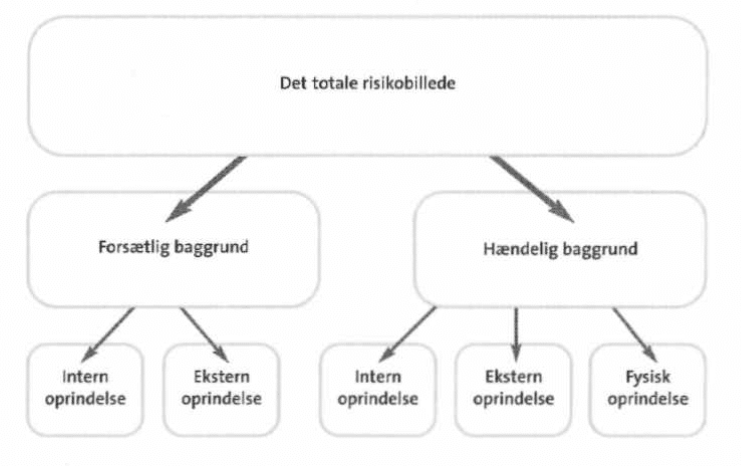 Det totale risikobillede
Forsætlig baggrund
Hændelig baggrund
Intern
oprindelse
Ekstern
oprindelse
Intern
oprindelse
Ekstern
oprindelse
Fysisk
oprindelse